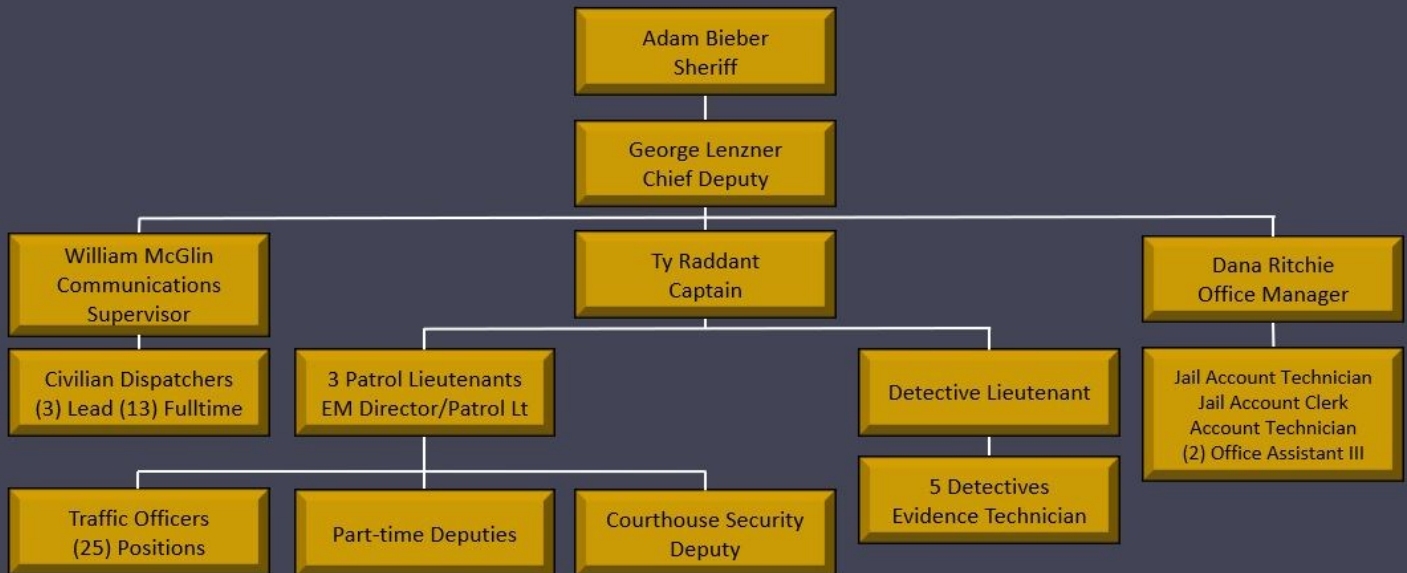 Adam Bieber
Sheriff
George Lenzner
Chief Deputy
William McGlin
Communications
Supervisor
Ty Raddant
Captain
Dana Ritchie
Office Manager
Civilian Dispatchers
(3) Lead (13) Fulltime
3 Patrol Lieutenants
EM Director/Patrol Lt
Detective Lieutenant
Jail Account Technician
Jail Account Clerk
Account Technician
(2) Office Assistant III
Traffic Officers
(25) Positions
Part-time Deputies
Courthouse Security
Deputy
5 Detectives
Evidence Technician